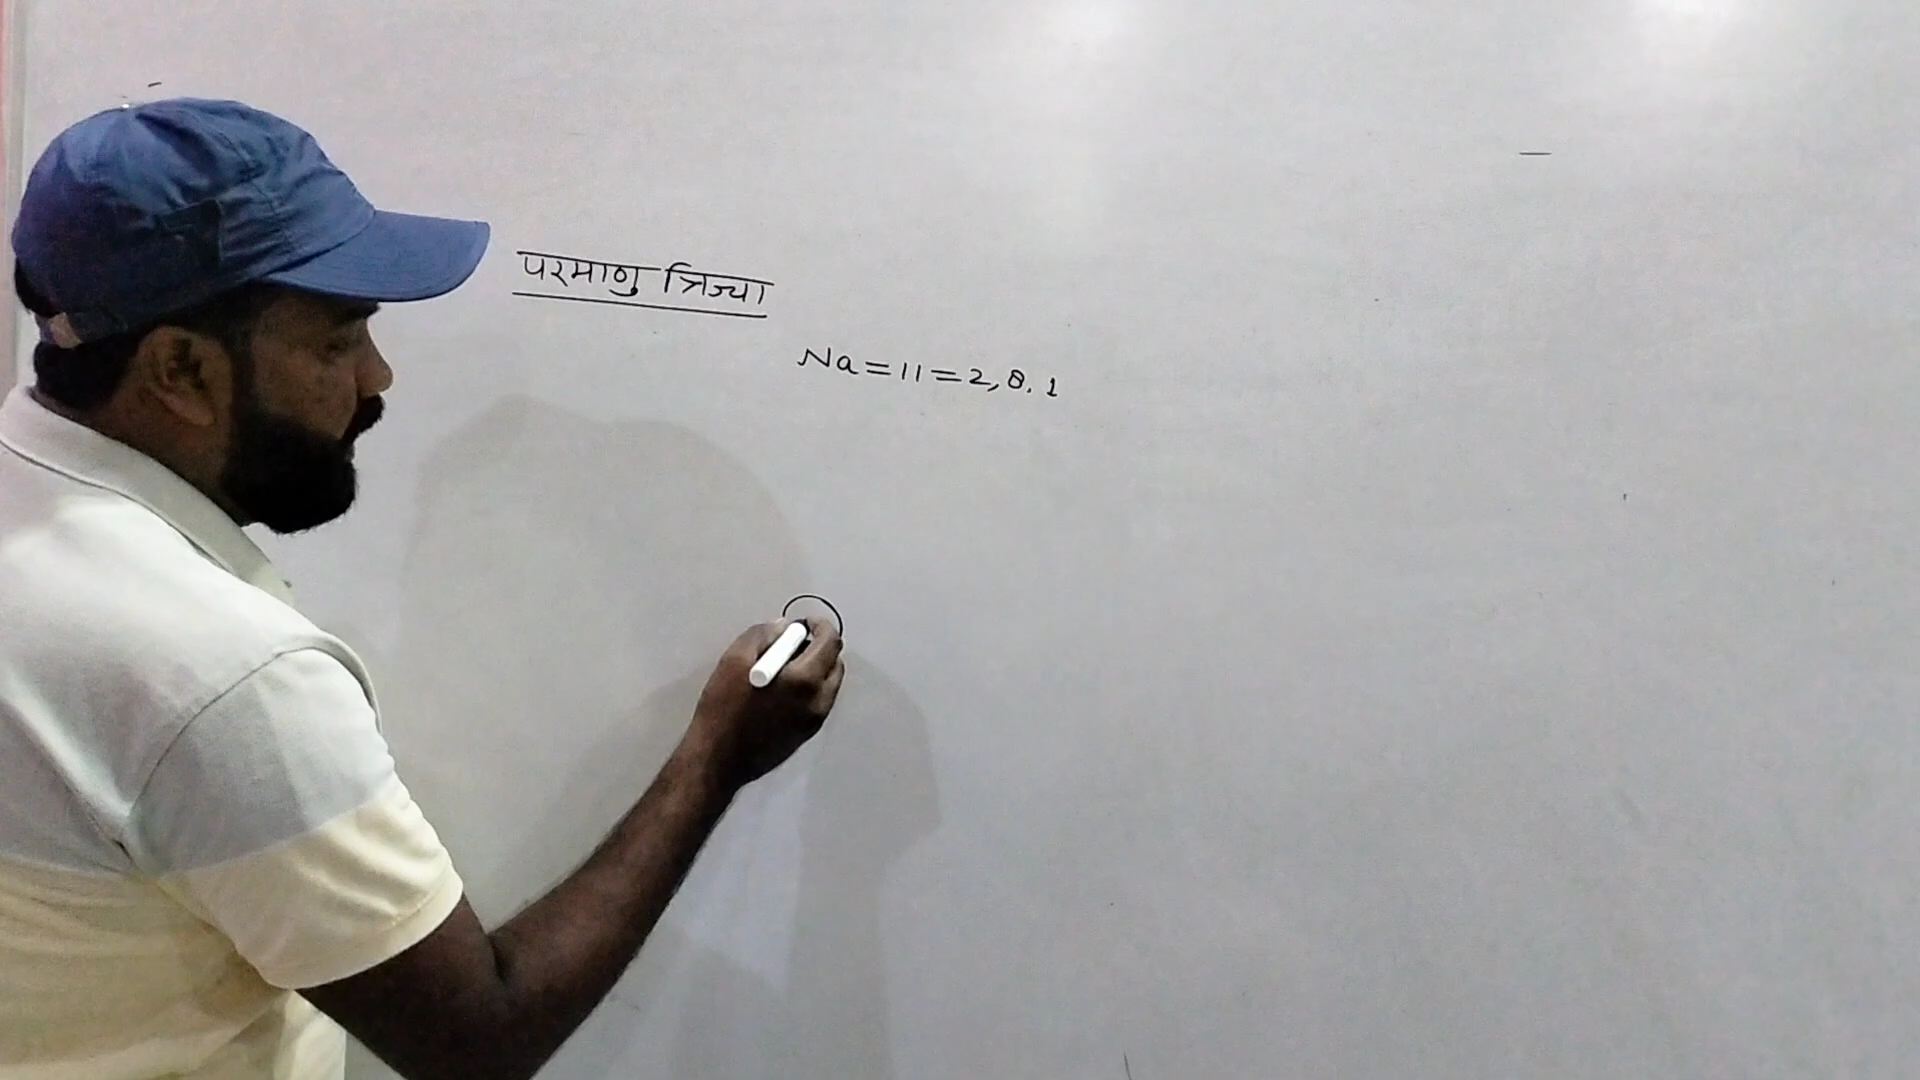 परमाणु त्रिज्या
Na = 11 = 2, 8. 1